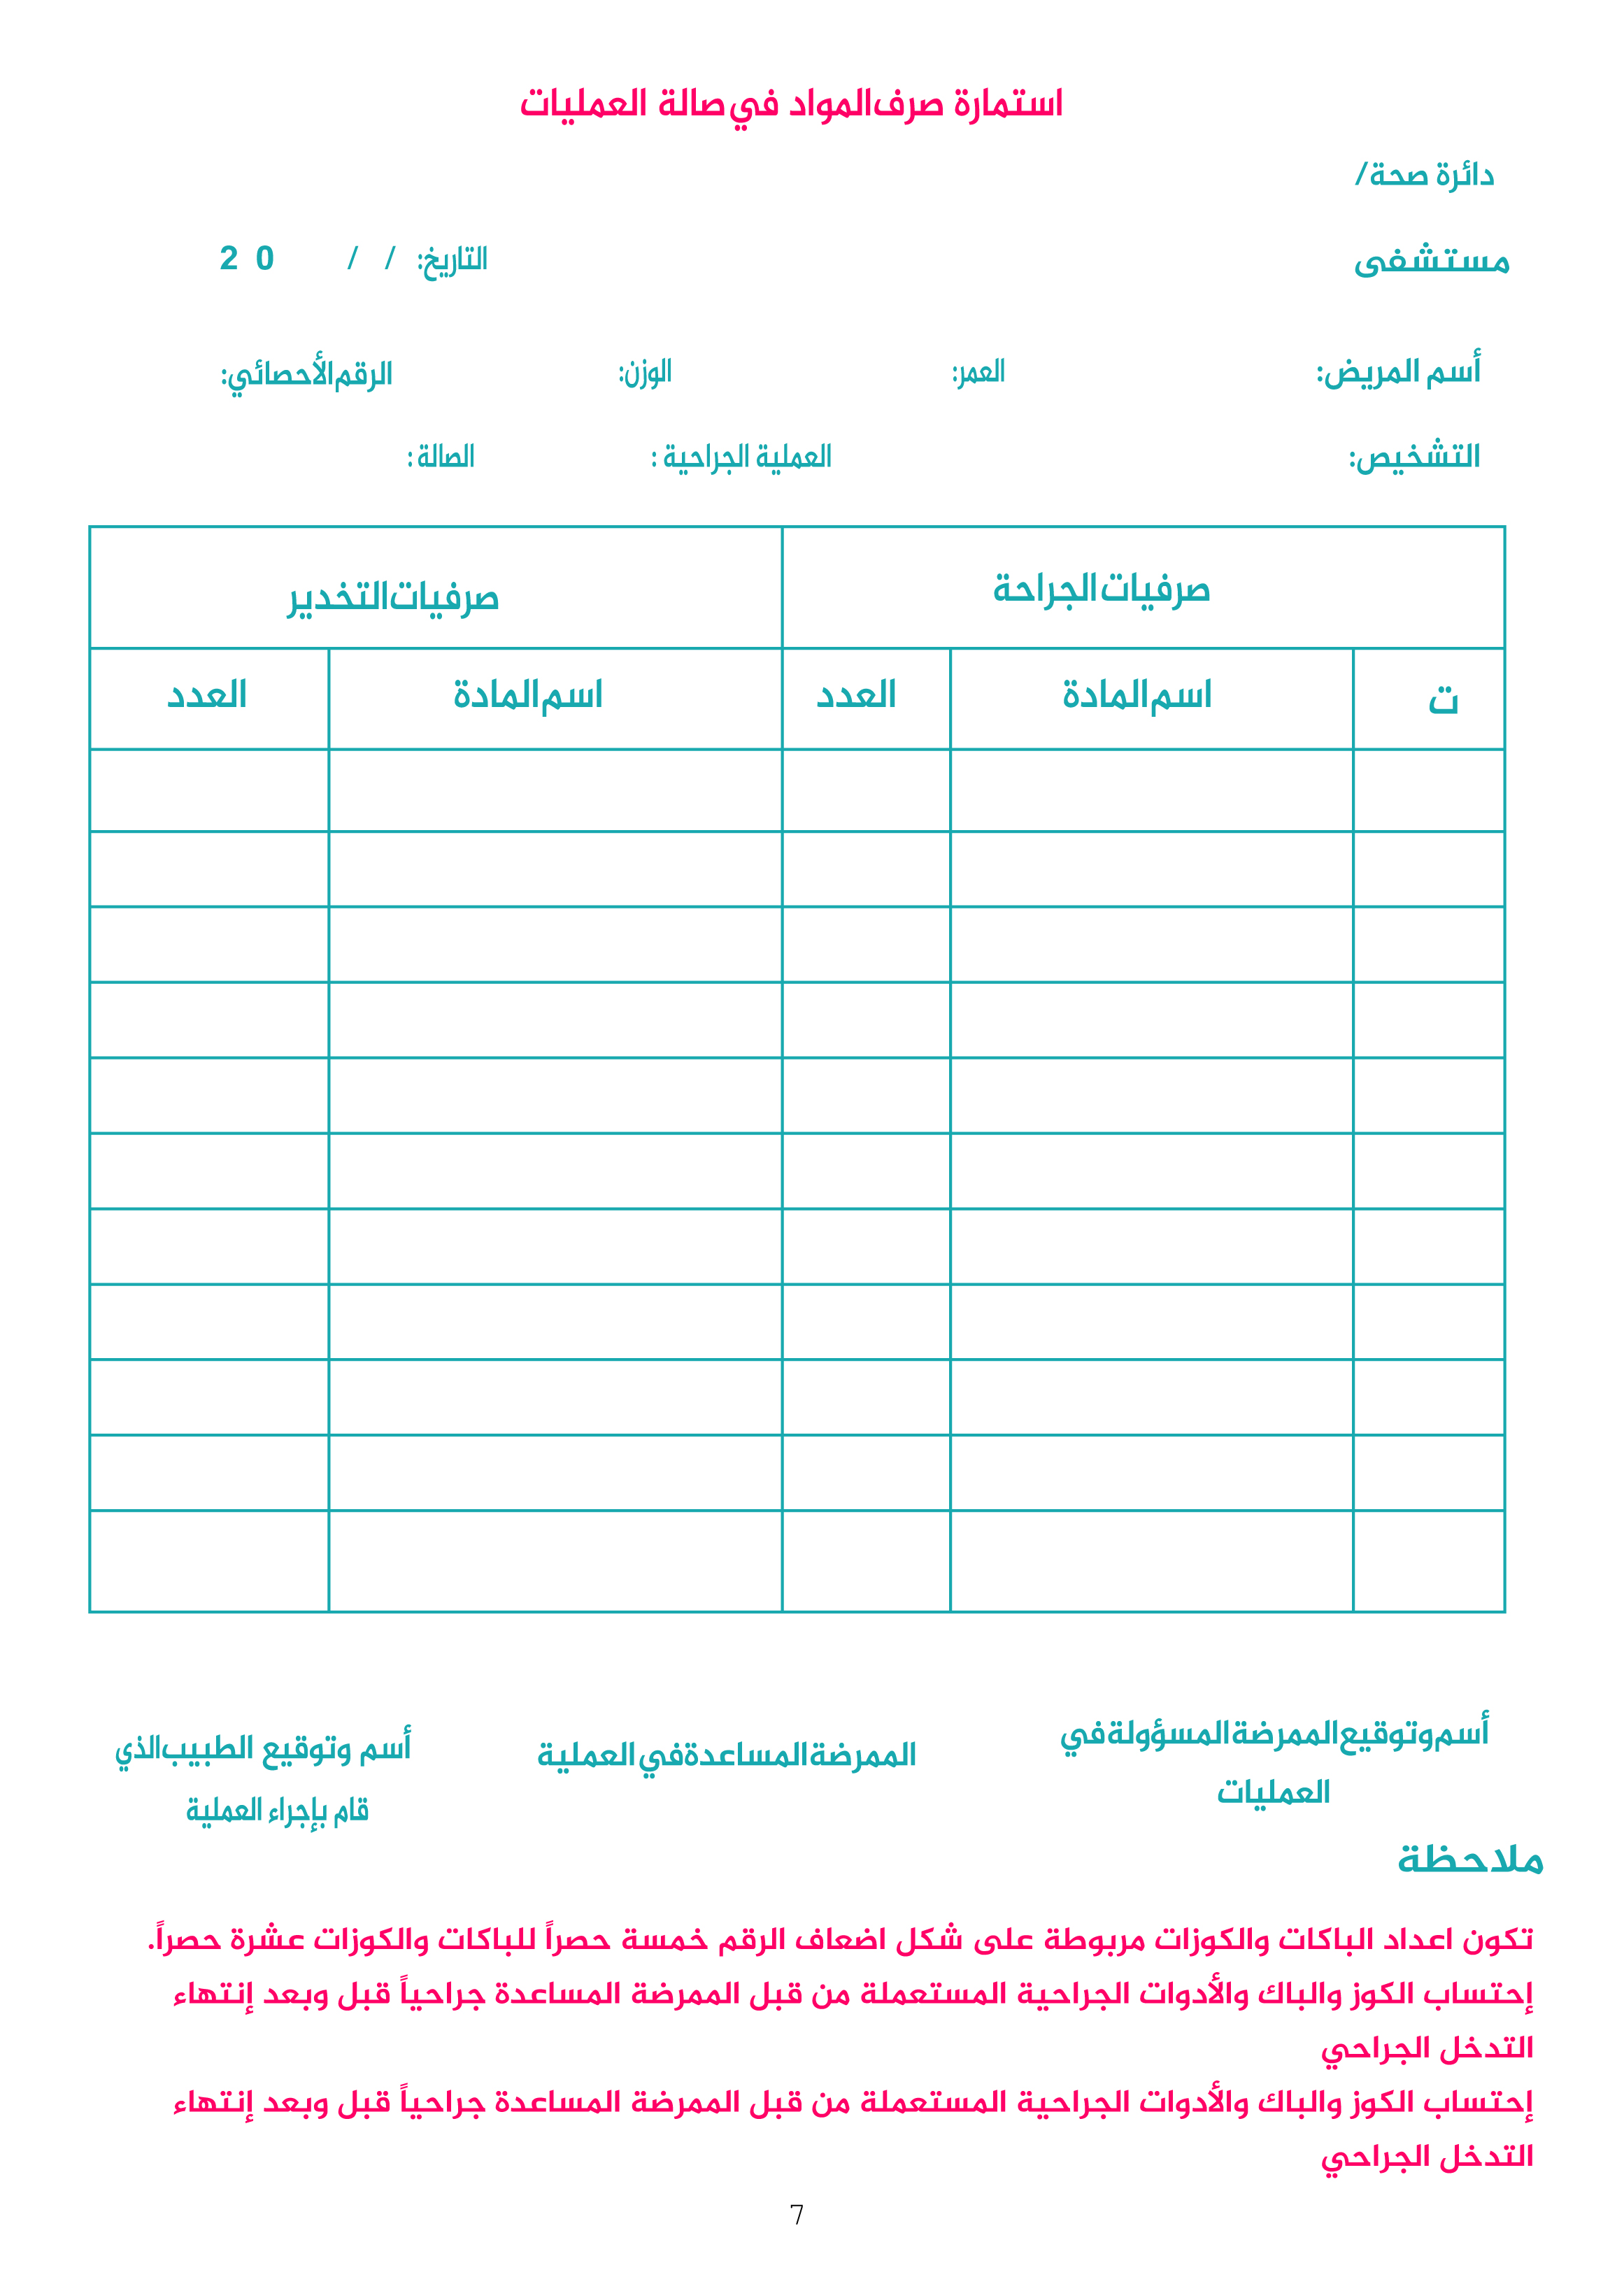 استمارة صرف المواد في صالة العمليات
دائرة صحة/
مستشفى
التاريخ: / / 20
أسم المريض: العمر: الوزن: الرقم الأحصائي:
التشخيص: العملية الجراحية : الصالة :
صرفيات الجراحة صرفيات التخدير
ت اسم المادة العدد اسم المادة العدد
أسم وتوقيع الممرضة المسؤولة في
العمليات
الممرضة المساعدة في العملية
أسم وتوقيع الطبيب الذي
قام بإجراء العملية
ملاحظة
تكون اعداد الباكات والكوزات مربوطة على شكل اضعاف الرقم خمسة حصراً للباكات والكوزات عشرة حصراً.
إحتساب الكوز والباك والأدوات الجراحية المستعملة من قبل الممرضة المساعدة جراحياً قبل وبعد إنتهاء
التدخل الجراحي
إحتساب الكوز والباك والأدوات الجراحية المستعملة من قبل الممرضة المساعدة جراحياً قبل وبعد إنتهاء
التدخل الجراحي
7